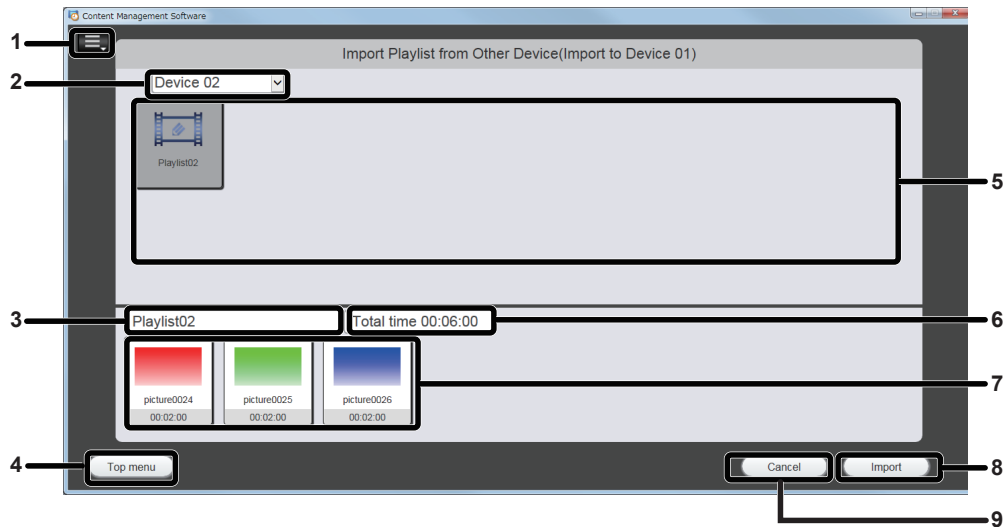 Content Management Software
1
Import Playlist from Other Device(Import to Device 01)
2
Device 02
Playlist02
5
3
Playlist02
Total time 00:06:00
6
picture0024
picture0025
picture0026
7
00:02:00
00:02:00
00:02:00
4
Top menu
Cancel
Import
8
9